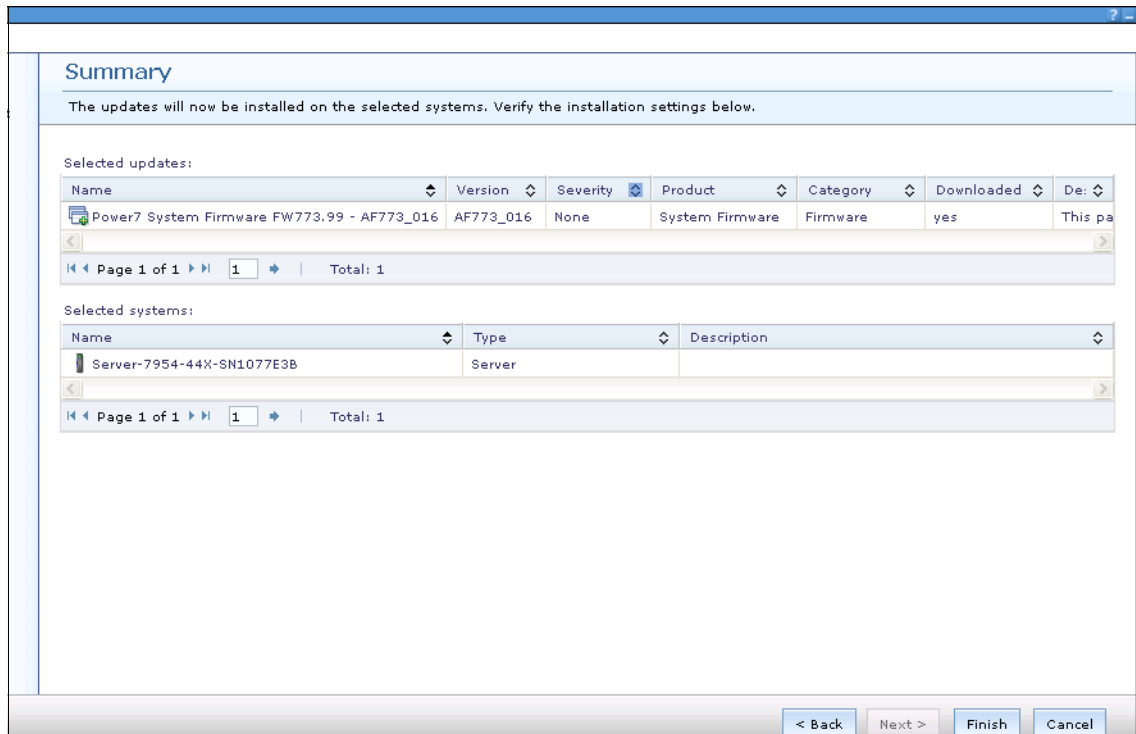 ? –
Summary
The updates will now be installed on the selected systems. Verify the installation settings below.
Selected updates:
Name Version Severity Product Category Downloaded De:
Power7 System Firmware FW773.99 - AF773_016 AF773_016 None System Firmware Firmware yes This pa
Page 1 of 1 1 | Total: 1
Selected systems:
Name Type Description
Server-7954-44X-SN1077E3B Server
Page 1 of 1 1 | Total: 1
< Back Next > Finish Cancel